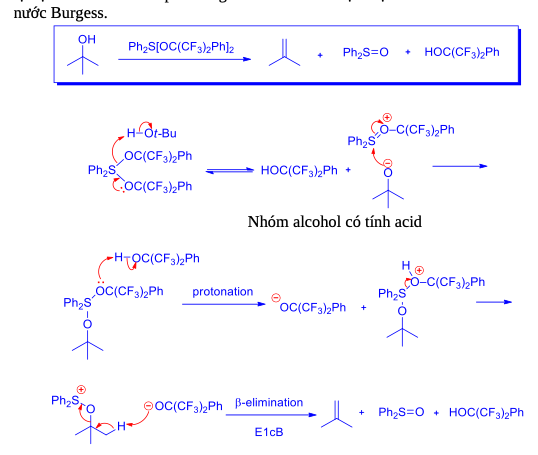 nước Burgess.
OH
Ph₂S[OC(CF₃)₂Ph]₂
+ Ph₂S=O + HOC(CF₃)₂Ph
H–Ot-Bu
Ph₂S
OC(CF₃)₂Ph
OC(CF₃)₂Ph
HOC(CF₃)₂Ph +
⊕
O–C(CF₃)₂Ph
Ph₂S
⊖
O
Nhóm alcohol có tính acid
H–OC(CF₃)₂Ph
OC(CF₃)₂Ph
Ph₂S
O
protonation
⊖
OC(CF₃)₂Ph +
H
⊕
O–C(CF₃)₂Ph
Ph₂S
O
⊕
Ph₂S
O
H
⊖OC(CF₃)₂Ph
β-elimination
E1cB
+ Ph₂S=O + HOC(CF₃)₂Ph